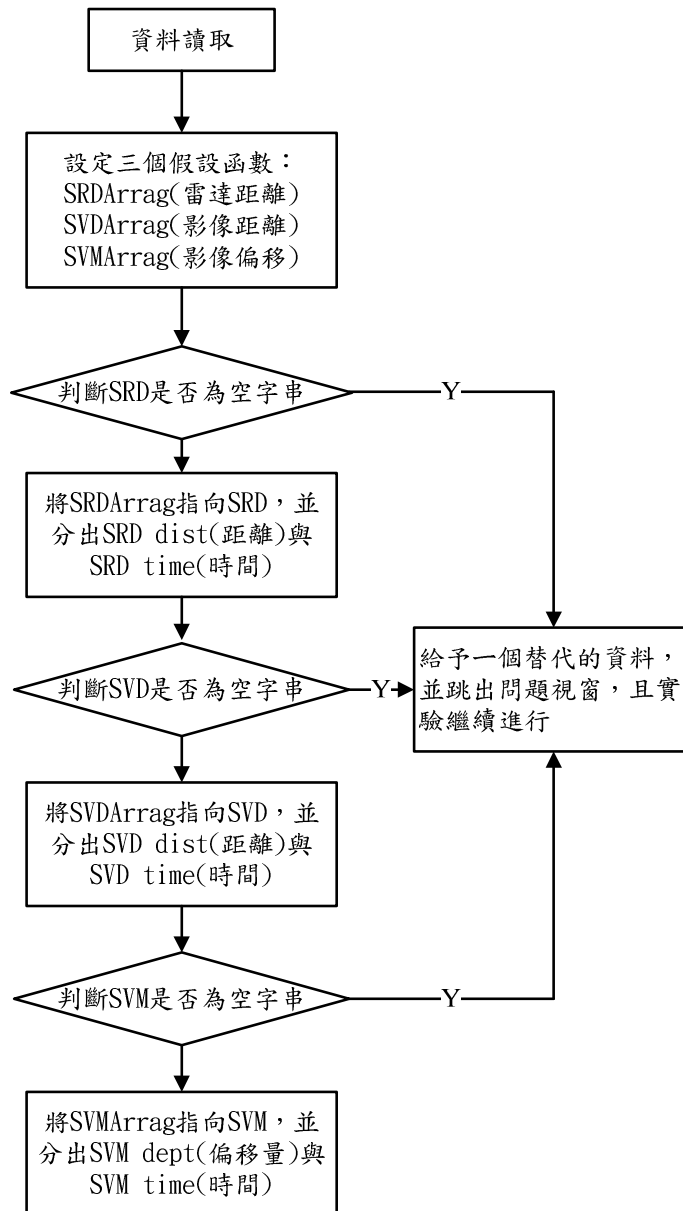 資料讀取
設定三個假設函數：
SRDArrag(雷達距離)
SVDArrag(影像距離)
SVMArrag(影像偏移)
判斷SRD是否為空字串
Y
將SRDArrag指向SRD，並
分出SRD dist(距離)與
SRD time(時間)
判斷SVD是否為空字串
Y
給予一個替代的資料，
並跳出問題視窗，且實
驗繼續進行
將SVDArrag指向SVD，並
分出SVD dist(距離)與
SVD time(時間)
判斷SVM是否為空字串
Y
將SVMArrag指向SVM，並
分出SVM dept(偏移量)與
SVM time(時間)